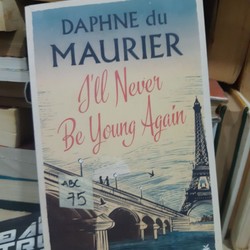 DAPHNE du
MAURIER
I'll Never
Be Young Again
ABC
75